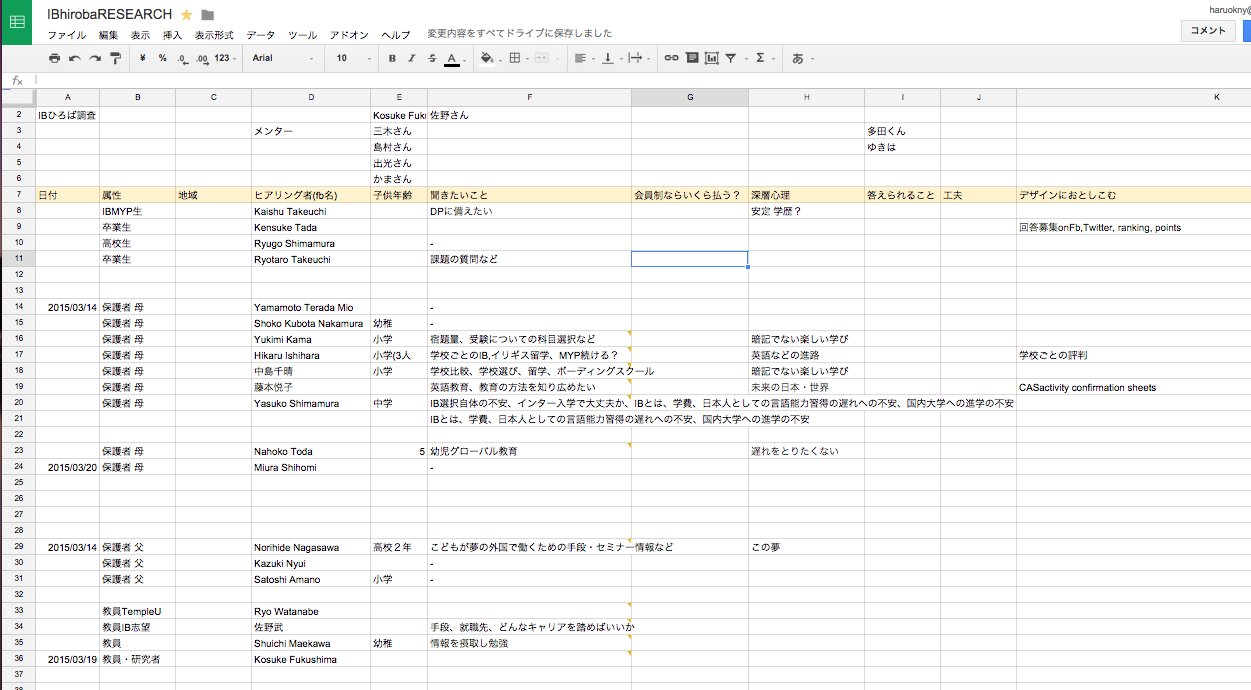 IBhirobaRESEARCH
haruokny@
ファイル 編集 表示 挿入 表示形式 データ ツール アドオン ヘルプ 変更内容をすべてドライブに保存しました
コメント
¥ % .0 .00 123 Arial 10 B I S A Σ あ
fx
A B C D E F G H I J K
2 IBひろば調査 Kosuke Fuku 佐野さん
3 メンター 三木さん 多田くん
4 島村さん ゆきは
5 出光さん
6 かまさん
7 日付 属性 地域 ヒアリング者(fb名) 子供年齢 聞きたいこと 会員制ならいくら払う？ 深層心理 答えられること 工夫 デザインにおとしこむ
8 IBMYP生 Kaishu Takeuchi DPに備えたい 安定 学歴？
9 卒業生 Kensuke Tada 回答募集onFb,Twitter, ranking, points
10 高校生 Ryugo Shimamura -
11 卒業生 Ryotaro Takeuchi 課題の質問など
12
13
14 2015/03/14 保護者 母 Yamamoto Terada Mio -
15 保護者 母 Shoko Kubota Nakamura 幼稚 -
16 保護者 母 Yukimi Kama 小学 宿題量、受験についての科目選択など 暗記でない楽しい学び
17 保護者 母 Hikaru Ishihara 小学(3人 学校ごとのIB,イリギス留学、MYP続ける？ 英語などの進路 学校ごとの評判
18 保護者 母 中島千晴 小学 学校比較、学校選び、留学、ボーディングスクール 暗記でない楽しい学び
19 保護者 母 藤本悦子 英語教育、教育の方法を知り広めたい 未来の日本・世界 CASactivity confirmation sheets
20 保護者 母 Yasuko Shimamura 中学 IB選択自体の不安、インター入学で大丈夫か、IBとは、学費、日本人としての言語能力習得の遅れへの不安、国内大学への進学の不安
21 IBとは、学費、日本人としての言語能力習得の遅れへの不安、国内大学への進学の不安
22
23 保護者 母 Nahoko Toda 5 幼児グローバル教育 遅れをとりたくない
24 2015/03/20 保護者 母 Miura Shihomi -
25
26
27
28
29 2015/03/14 保護者 父 Norihide Nagasawa 高校２年 こどもが夢の外国で働くための手段・セミナー情報など この夢
30 保護者 父 Kazuki Nyui -
31 保護者 父 Satoshi Amano 小学 -
32
33 教員TempleU Ryo Watanabe
34 教員IB志望 佐野武 手段、就職先、どんなキャリアを踏めばいいか
35 教員 Shuichi Maekawa 幼稚 情報を摂取し勉強
36 2015/03/19 教員・研究者 Kosuke Fukushima
37
38